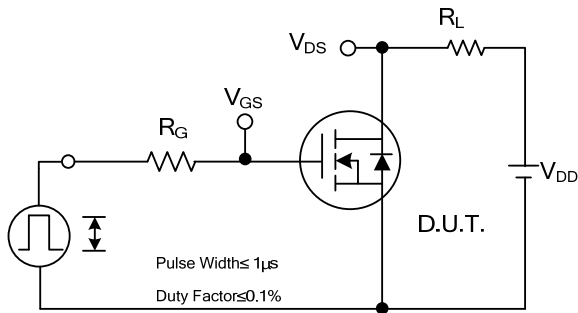 R_L
V_DS
V_GS
R_G
V_DD
D.U.T.
Pulse Width≤ 1μs
Duty Factor≤0.1%